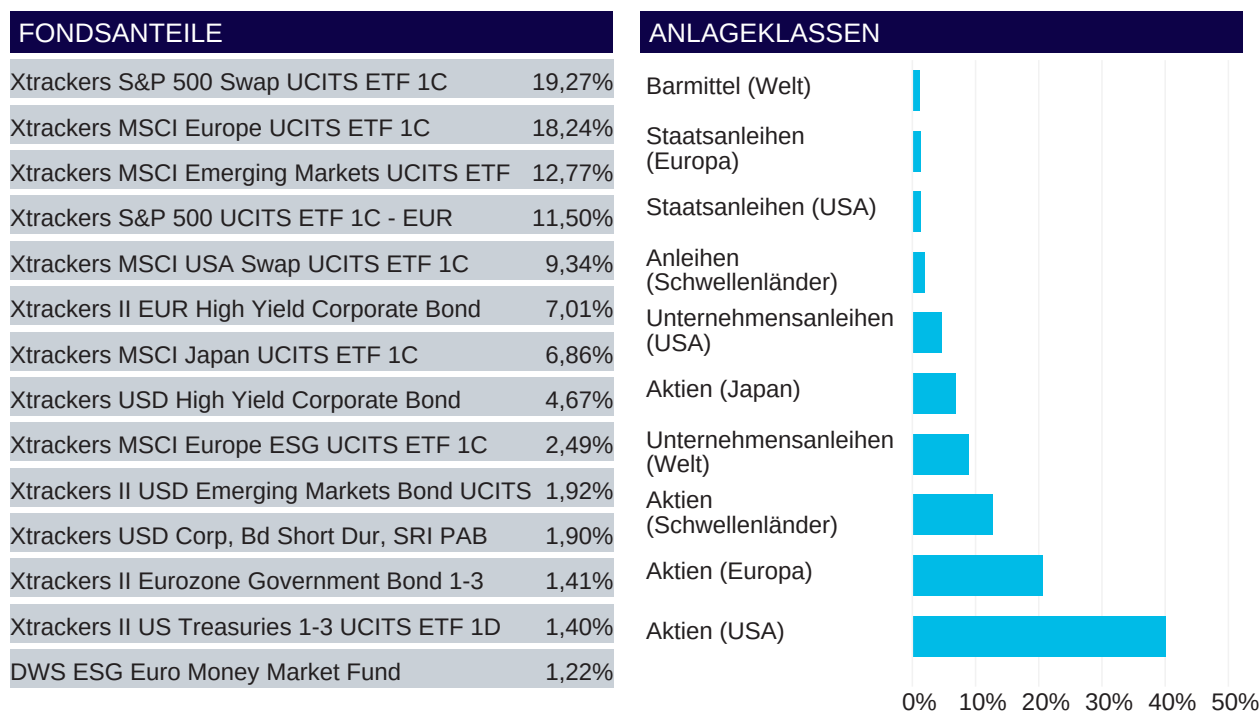 FONDSANTEILE
Xtrackers S&P 500 Swap UCITS ETF 1C 19,27%
Xtrackers MSCI Europe UCITS ETF 1C 18,24%
Xtrackers MSCI Emerging Markets UCITS ETF 12,77%
Xtrackers S&P 500 UCITS ETF 1C - EUR 11,50%
Xtrackers MSCI USA Swap UCITS ETF 1C 9,34%
Xtrackers II EUR High Yield Corporate Bond 7,01%
Xtrackers MSCI Japan UCITS ETF 1C 6,86%
Xtrackers USD High Yield Corporate Bond 4,67%
Xtrackers MSCI Europe ESG UCITS ETF 1C 2,49%
Xtrackers II USD Emerging Markets Bond UCITS 1,92%
Xtrackers USD Corp, Bd Short Dur, SRI PAB 1,90%
Xtrackers II Eurozone Government Bond 1-3 1,41%
Xtrackers II US Treasuries 1-3 UCITS ETF 1D 1,40%
DWS ESG Euro Money Market Fund 1,22%
ANLAGEKLASSEN
Barmittel (Welt)
Staatsanleihen
(Europa)
Staatsanleihen (USA)
Anleihen
(Schwellenländer)
Unternehmensanleihen
(USA)
Aktien (Japan)
Unternehmensanleihen
(Welt)
Aktien
(Schwellenländer)
Aktien (Europa)
Aktien (USA)
0% 10% 20% 30% 40% 50%